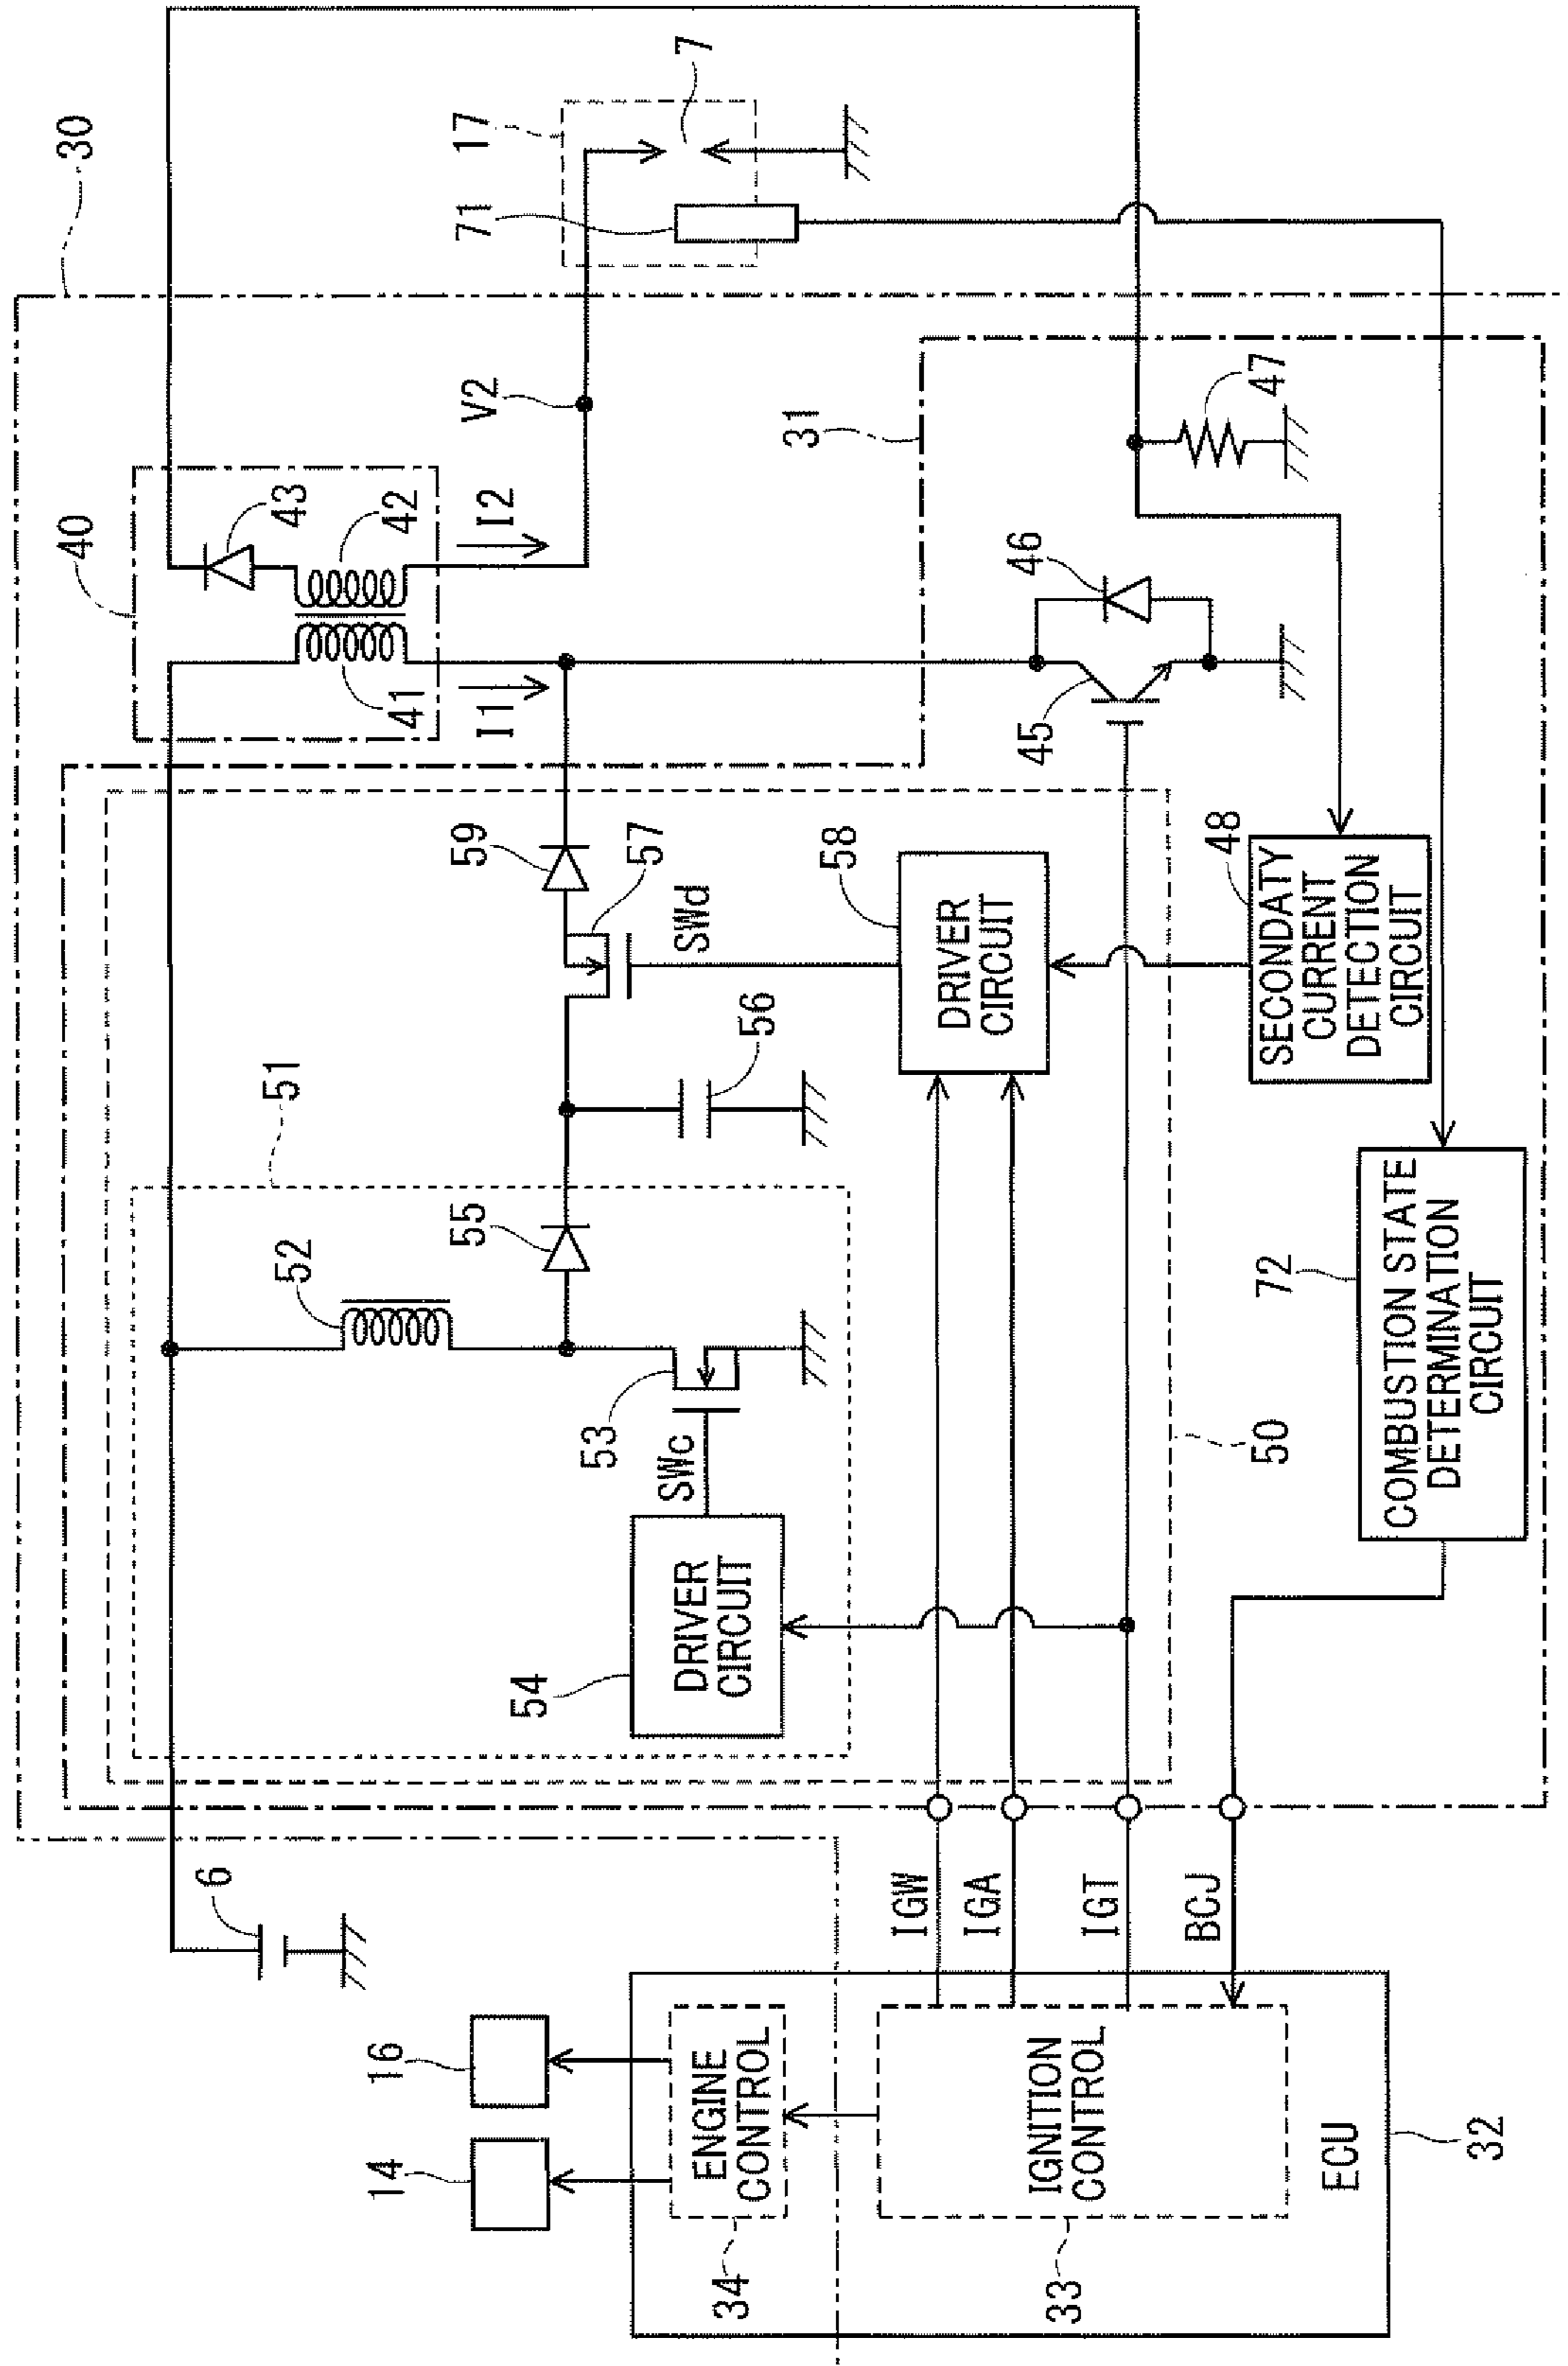 30
40
6
51
52
43
14
16
41
42
55
59
I1
I2
V2
71
17
54
53
SWc
57
SWd
7
34
ENGINE
CONTROL
DRIVER
CIRCUIT
56
31
58
IGW
DRIVER
CIRCUIT
IGA
46
45
33
IGNITION
CONTROL
IGT
BCJ
50
48
47
72
SECONDATY
CURRENT
DETECTION
CIRCUIT
ECU
COMBUSTION STATE
DETERMINATION
CIRCUIT
32